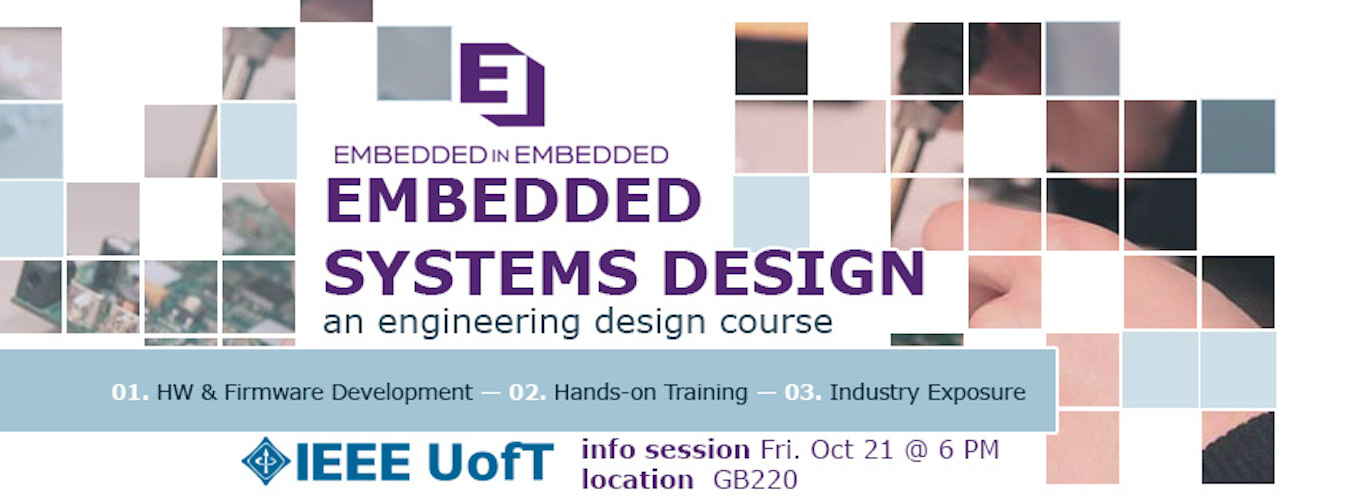 E
EMBEDDED IN EMBEDDED
EMBEDDED
SYSTEMS DESIGN
an engineering design course
01. HW & Firmware Development — 02. Hands-on Training — 03. Industry Exposure
IEEE UofT
info session Fri. Oct 21 @ 6 PM
location GB220